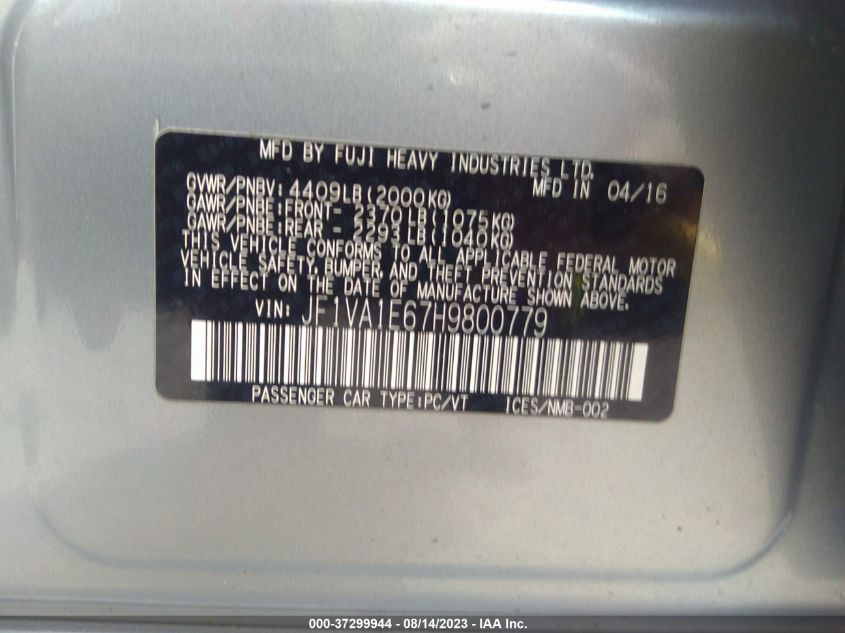 MFD BY FUJI HEAVY INDUSTRIES LTD.
MFD IN 04/16
GVWR/PNBV: 4409LB(2000KG)
GAWR/PNBE:FRONT- 2370LB(1075KG)
GAWR/PNBE:REAR - 2293LB(1040KG)
THIS VEHICLE CONFORMS TO ALL APPLICABLE FEDERAL MOTOR
VEHICLE SAFETY,BUMPER,AND THEFT PREVENTION STANDARDS
IN EFFECT ON THE DATE OF MANUFACTURE SHOWN ABOVE.
VIN: JF1VA1E67H9800779
PASSENGER CAR TYPE:PC/VT ICES/NMB-002
000-37299944 - 08/14/2023 - IAA Inc.